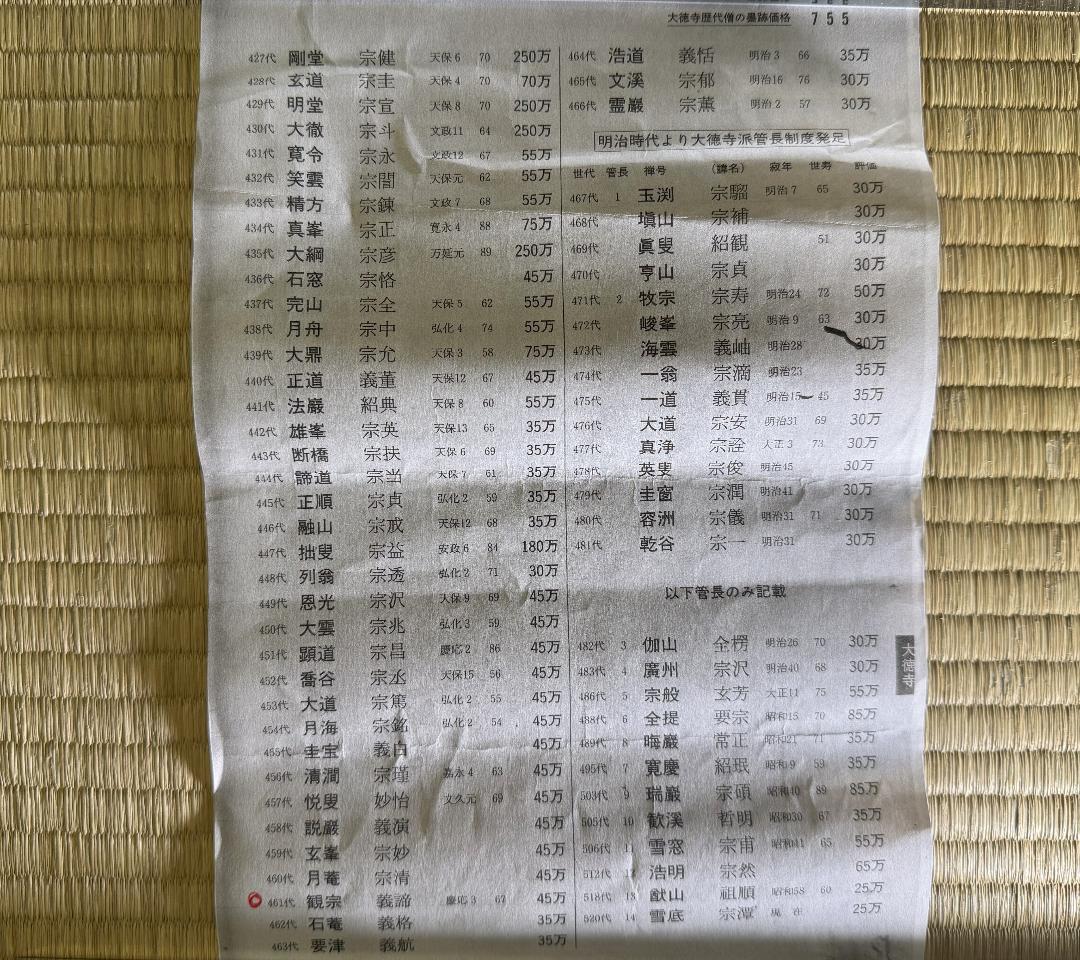 大徳寺歴代僧の墨跡価格 755
427代 剛堂 宗健 天保6 70 250万
428代 玄道 宗圭 天保4 70 70万
429代 明堂 宗宣 天保8 70 250万
430代 大徹 宗斗 文政11 64 250万
431代 寛令 宗永 文政12 67 55万
432代 笑雲 宗誾 天保元 62 55万
433代 精方 宗錬 文政7 68 55万
434代 真峯 宗正 寛永4 88 75万
435代 大綱 宗彦 万延元 89 250万
436代 石窓 宗恪 45万
437代 完山 宗全 天保5 62 55万
438代 月舟 宗中 弘化4 74 55万
439代 大鼎 宗允 天保3 58 75万
440代 正道 義董 天保12 67 45万
441代 法巖 紹典 天保8 60 55万
442代 雄峯 宗英 天保13 65 35万
443代 断橋 宗扶 天保6 69 35万
444代 諦道 宗当 天保7 61 35万
445代 正順 宗貞 弘化2 59 35万
446代 融山 宗戒 天保12 68 35万
447代 拙叟 宗益 安政6 84 180万
448代 列翁 宗透 弘化2 71 30万
449代 恩光 宗沢 天保9 69 45万
450代 大雲 宗兆 弘化3 59 45万
451代 顕道 宗昌 慶応2 86 45万
452代 喬谷 宗丞 天保15 56 45万
453代 大道 宗篤 弘化2 55 45万
454代 月海 宗銘 弘化2 54 45万
455代 圭宝 義白 45万
456代 清澗 宗瑾 嘉永4 63 45万
457代 悦叟 妙怡 文久元 69 45万
458代 説巖 義演 45万
459代 玄峯 宗妙 45万
460代 月菴 宗清 45万
461代 観宗 義諦 慶応3 67 45万
462代 石菴 義格 35万
463代 要津 義航 35万
464代 浩道 義恬 明治3 66 35万
465代 文溪 宗郁 明治16 76 30万
466代 霊巖 宗薫 明治2 57 30万
明治時代より大徳寺派管長制度発足
世代 管長 禅号 (諱名) 寂年 世寿 評価
467代 1 玉渕 宗騮 明治7 65 30万
468代 塡山 宗補 30万
469代 眞叟 紹観 51 30万
470代 亨山 宗貞 30万
471代 2 牧宗 宗寿 明治24 72 50万
472代 峻峯 宗亮 明治9 63 30万
473代 海雲 義岫 明治28 30万
474代 一翁 宗滴 明治23 35万
475代 一道 義貫 明治15 45 35万
476代 大道 宗安 明治31 69 30万
477代 真浄 宗詮 大正3 73 30万
478代 英叟 宗俊 明治45 30万
479代 圭窗 宗潤 明治41 30万
480代 容洲 宗儀 明治31 71 30万
481代 乾谷 宗一 明治31 30万
以下管長のみ記載
482代 3 伽山 全楞 明治26 70 30万
483代 4 廣州 宗沢 明治40 68 30万
486代 5 宗般 玄芳 大正11 75 55万
488代 6 全提 要宗 昭和15 70 85万
489代 8 晦巖 常正 昭和21 71 35万
495代 7 寛慶 紹珉 昭和9 59 35万
503代 9 瑞巖 宗碩 昭和40 89 85万
505代 10 歓溪 哲明 昭和30 67 35万
506代 11 雪窓 宗甫 昭和41 65 55万
512代 12 浩明 宗然 65万
518代 13 猷山 祖順 昭和58 60 25万
520代 14 雪底 宗潭 現在 25万
大徳寺